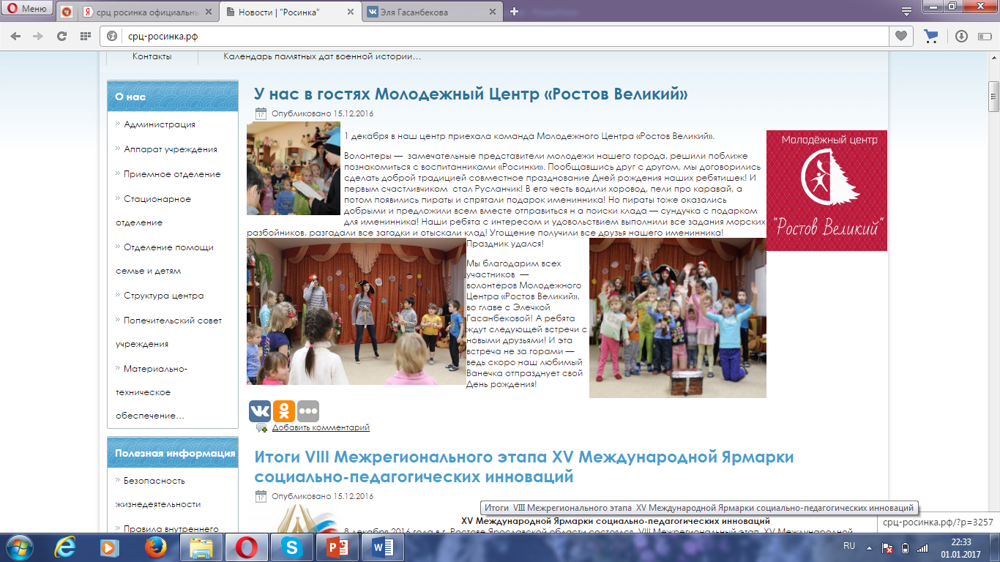 Меню
срц росинка официальны
Новости | "Росинка"
Эля Гасанбекова
срц-росинка.рф
Контакты
Календарь памятных дат военной истории...
О нас
Администрация
Аппарат учреждения
Приемное отделение
Стационарное
отделение
Отделение помощи
семье и детям
Структура центра
Попечительский совет
учреждения
Материально-
техническое
обеспечение...
Полезная информация
Безопасность
жизнедеятельности
Правила внутреннего
У нас в гостях Молодежный Центр «Ростов Великий»
17 Опубликовано 15.12.2016
1 декабря в наш центр приехала команда Молодежного Центра «Ростов Великий».
Волонтеры — замечательные представители молодежи нашего города, решили поближе
познакомиться с воспитанниками «Росинки». Пообщавшись друг с другом, мы договорились
сделать доброй традицией совместное празднование Дней рождения наших ребятишек! И
первым счастливчиком стал Русланчик! В его честь водили хоровод, пели про каравай, а
потом появились пираты и спрятали подарок именинника! Но пираты тоже оказались
добрыми и предложили всем вместе отправиться н а поиски клада — сундучка с подарком
для именинника! Наши ребята с интересом и удовольствием выполнили все задания морских
разбойников, разгадали все загадки и отыскали клад! Угощение получили все друзья нашего именинника!
Праздник удался!
Мы благодарим всех
участников —
волонтеров Молодежного
Центра «Ростов Великий»,
во главе с Элечкой
Гасанбековой! А ребята
ждут следующей встречи с
новыми друзьями! И эта
встреча не за горами —
ведь скоро наш любимый
Ванечка отпразднует свой
День рождения!
Молодёжный центр
"Ростов Великий"
Добавить комментарий
Итоги VIII Межрегионального этапа XV Международной Ярмарки
социально-педагогических инноваций
17 Опубликовано 15.12.2016
Итоги VIII Межрегионального этапа XV Международной Ярмарки социально-педагогических инноваций
XV Международной Ярмарки социально-педагогических инноваций
8 декабря 2016 года в г. Ростове Ярославской области состоялся VIII Межрегиональный этап XV Международной
срц-росинка.рф/?p=3257
RU
22:33
01.01.2017